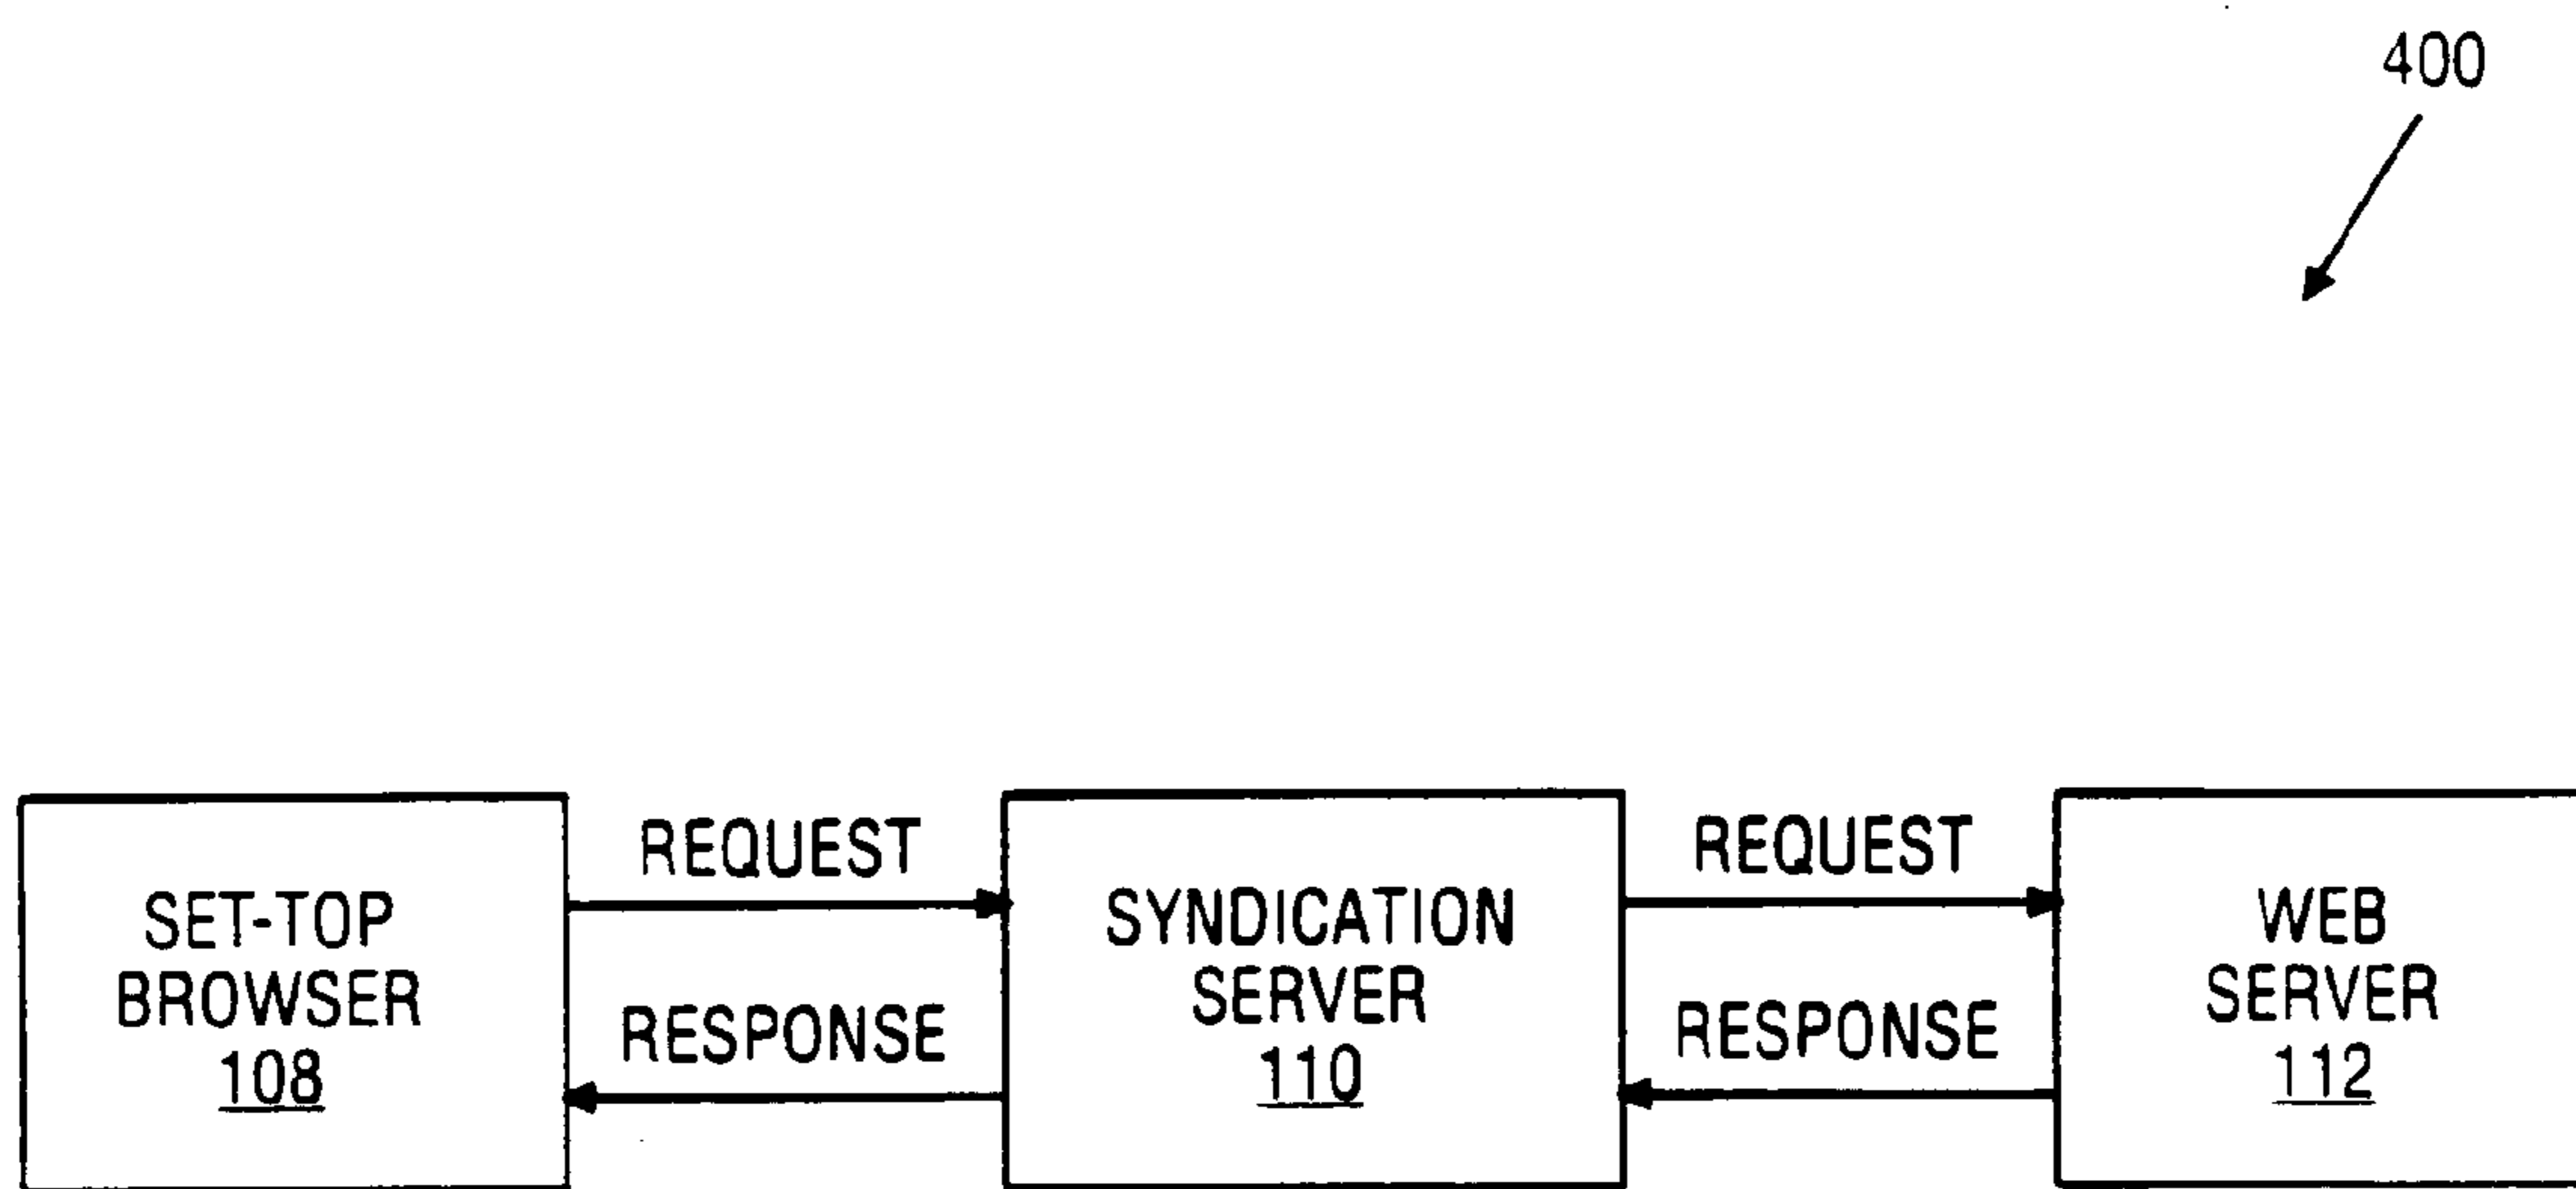 400
SET-TOP
BROWSER
108
REQUEST
RESPONSE
SYNDICATION
SERVER
110
REQUEST
RESPONSE
WEB
SERVER
112